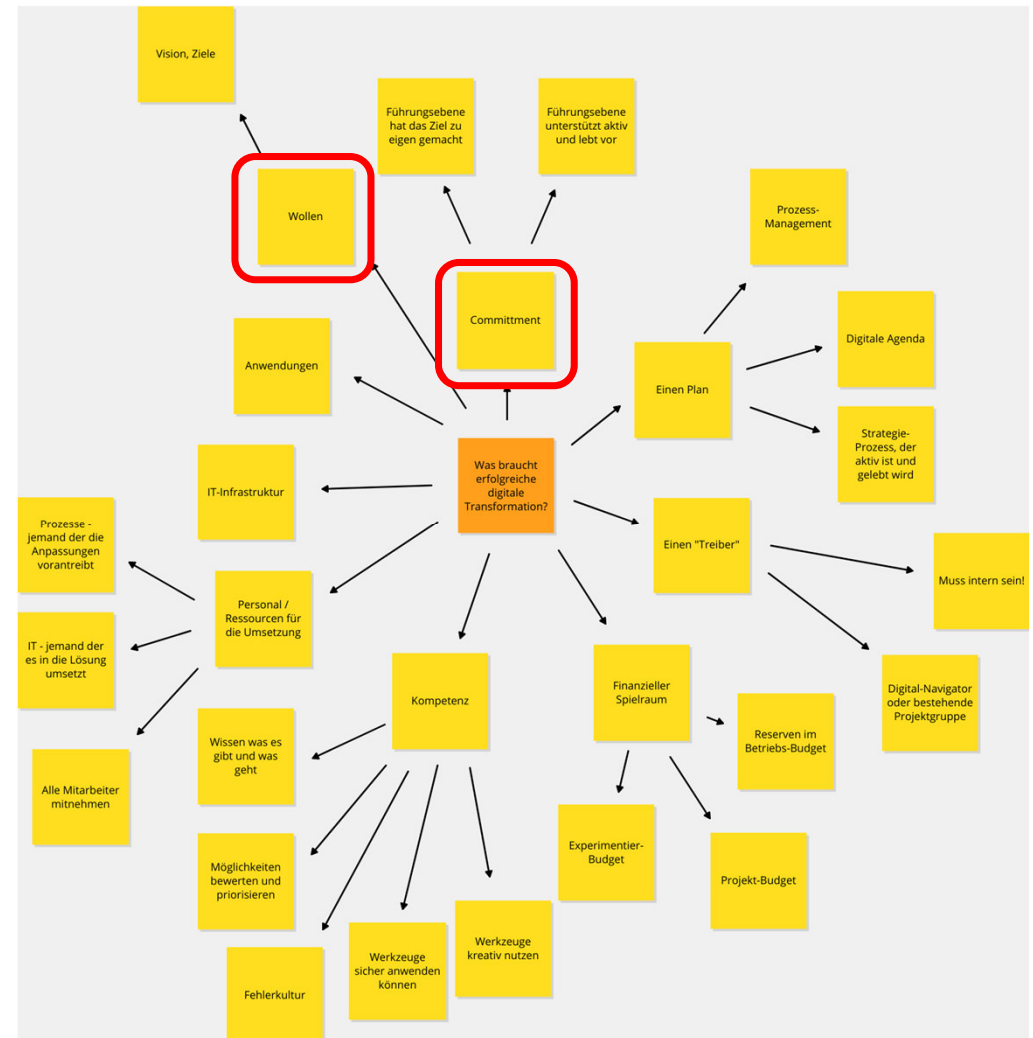 Vision, Ziele
Führungsebene
hat das Ziel zu
eigen gemacht
Führungsebene
unterstützt aktiv
und lebt vor
Wollen
Prozess-
Management
Committment
Anwendungen
Digitale Agenda
Einen Plan
Strategie-
Prozess, der
aktiv ist und
gelebt wird
Was braucht
erfolgreiche
digitale
Transformation?
IT-Infrastruktur
Prozesse -
jemand der die
Anpassungen
vorantreibt
Einen "Treiber"
Muss intern sein!
Personal /
Ressourcen für
die Umsetzung
IT - jemand der
es in die Lösung
umsetzt
Kompetenz
Finanzieller
Spielraum
Digital-Navigator
oder bestehende
Projektgruppe
Wissen was es
gibt und was
geht
Reserven im
Betriebs-Budget
Alle Mitarbeiter
mitnehmen
Experimentier-
Budget
Projekt-Budget
Möglichkeiten
bewerten und
priorisieren
Werkzeuge
kreativ nutzen
Werkzeuge
sicher anwenden
können
Fehlerkultur